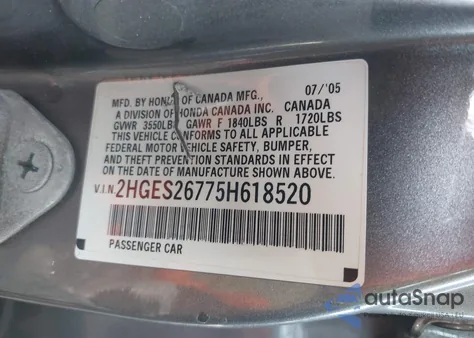 MFD. BY HONDA OF CANADA MFG., 07/'05
A DIVISION OF HONDA CANADA INC. CANADA
GVWR 3550LBS GAWR F 1840LBS R 1720LBS
THIS VEHICLE CONFORMS TO ALL APPLICABLE
FEDERAL MOTOR VEHICLE SAFETY, BUMPER,
AND THEFT PREVENTION STANDARDS IN EFFECT
ON THE DATE OF MANUFACTURE SHOWN ABOVE.
V.I.N. 2HGES26775H618520
PASSENGER CAR
autaSnap